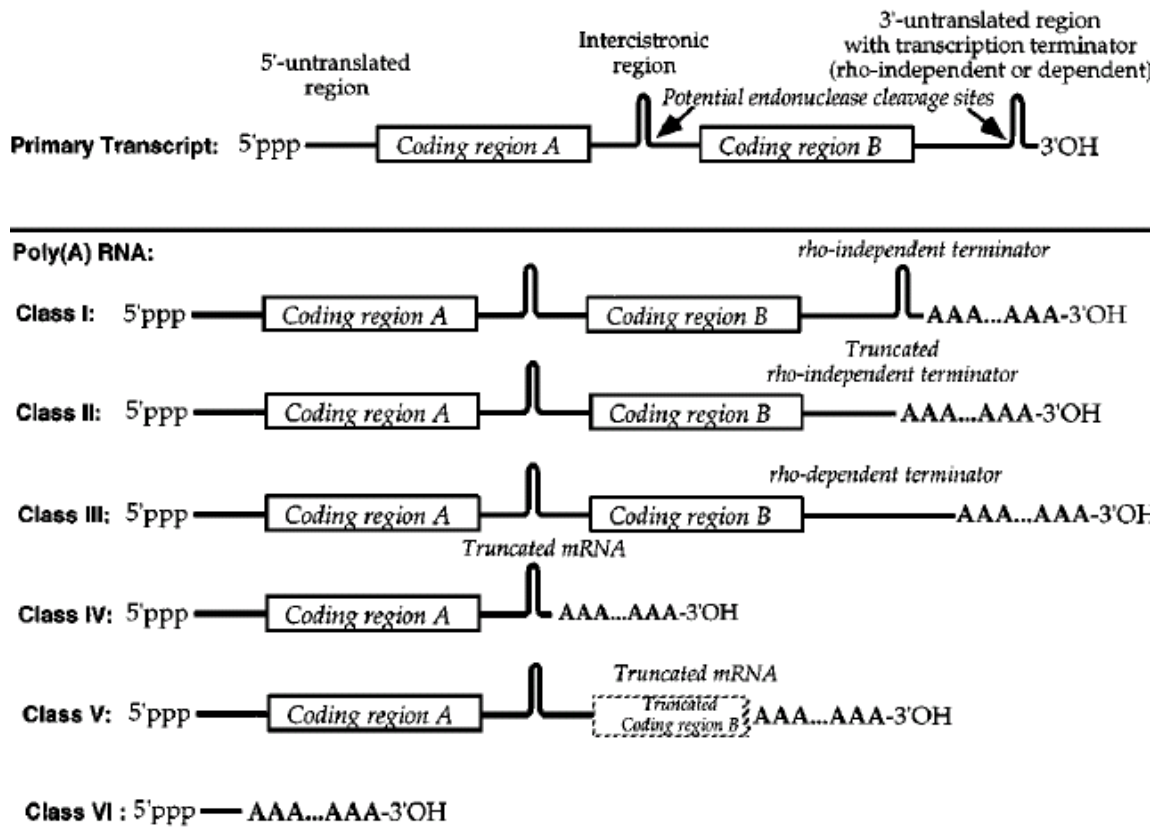 5'-untranslated
region
Intercistronic
region
3'-untranslated region
with transcription terminator
(rho-independent or dependent)
Potential endonuclease cleavage sites
Primary Transcript: 5'ppp Coding region A Coding region B 3'OH
Poly(A) RNA:
rho-independent terminator
Class I: 5'ppp Coding region A Coding region B AAA...AAA-3'OH
Truncated
rho-independent terminator
Class II: 5'ppp Coding region A Coding region B AAA...AAA-3'OH
rho-dependent terminator
Class III: 5'ppp Coding region A Coding region B AAA...AAA-3'OH
Truncated mRNA
Class IV: 5'ppp Coding region A AAA...AAA-3'OH
Truncated mRNA
Class V: 5'ppp Coding region A Truncated Coding region B AAA...AAA-3'OH
Class VI : 5'ppp AAA...AAA-3'OH